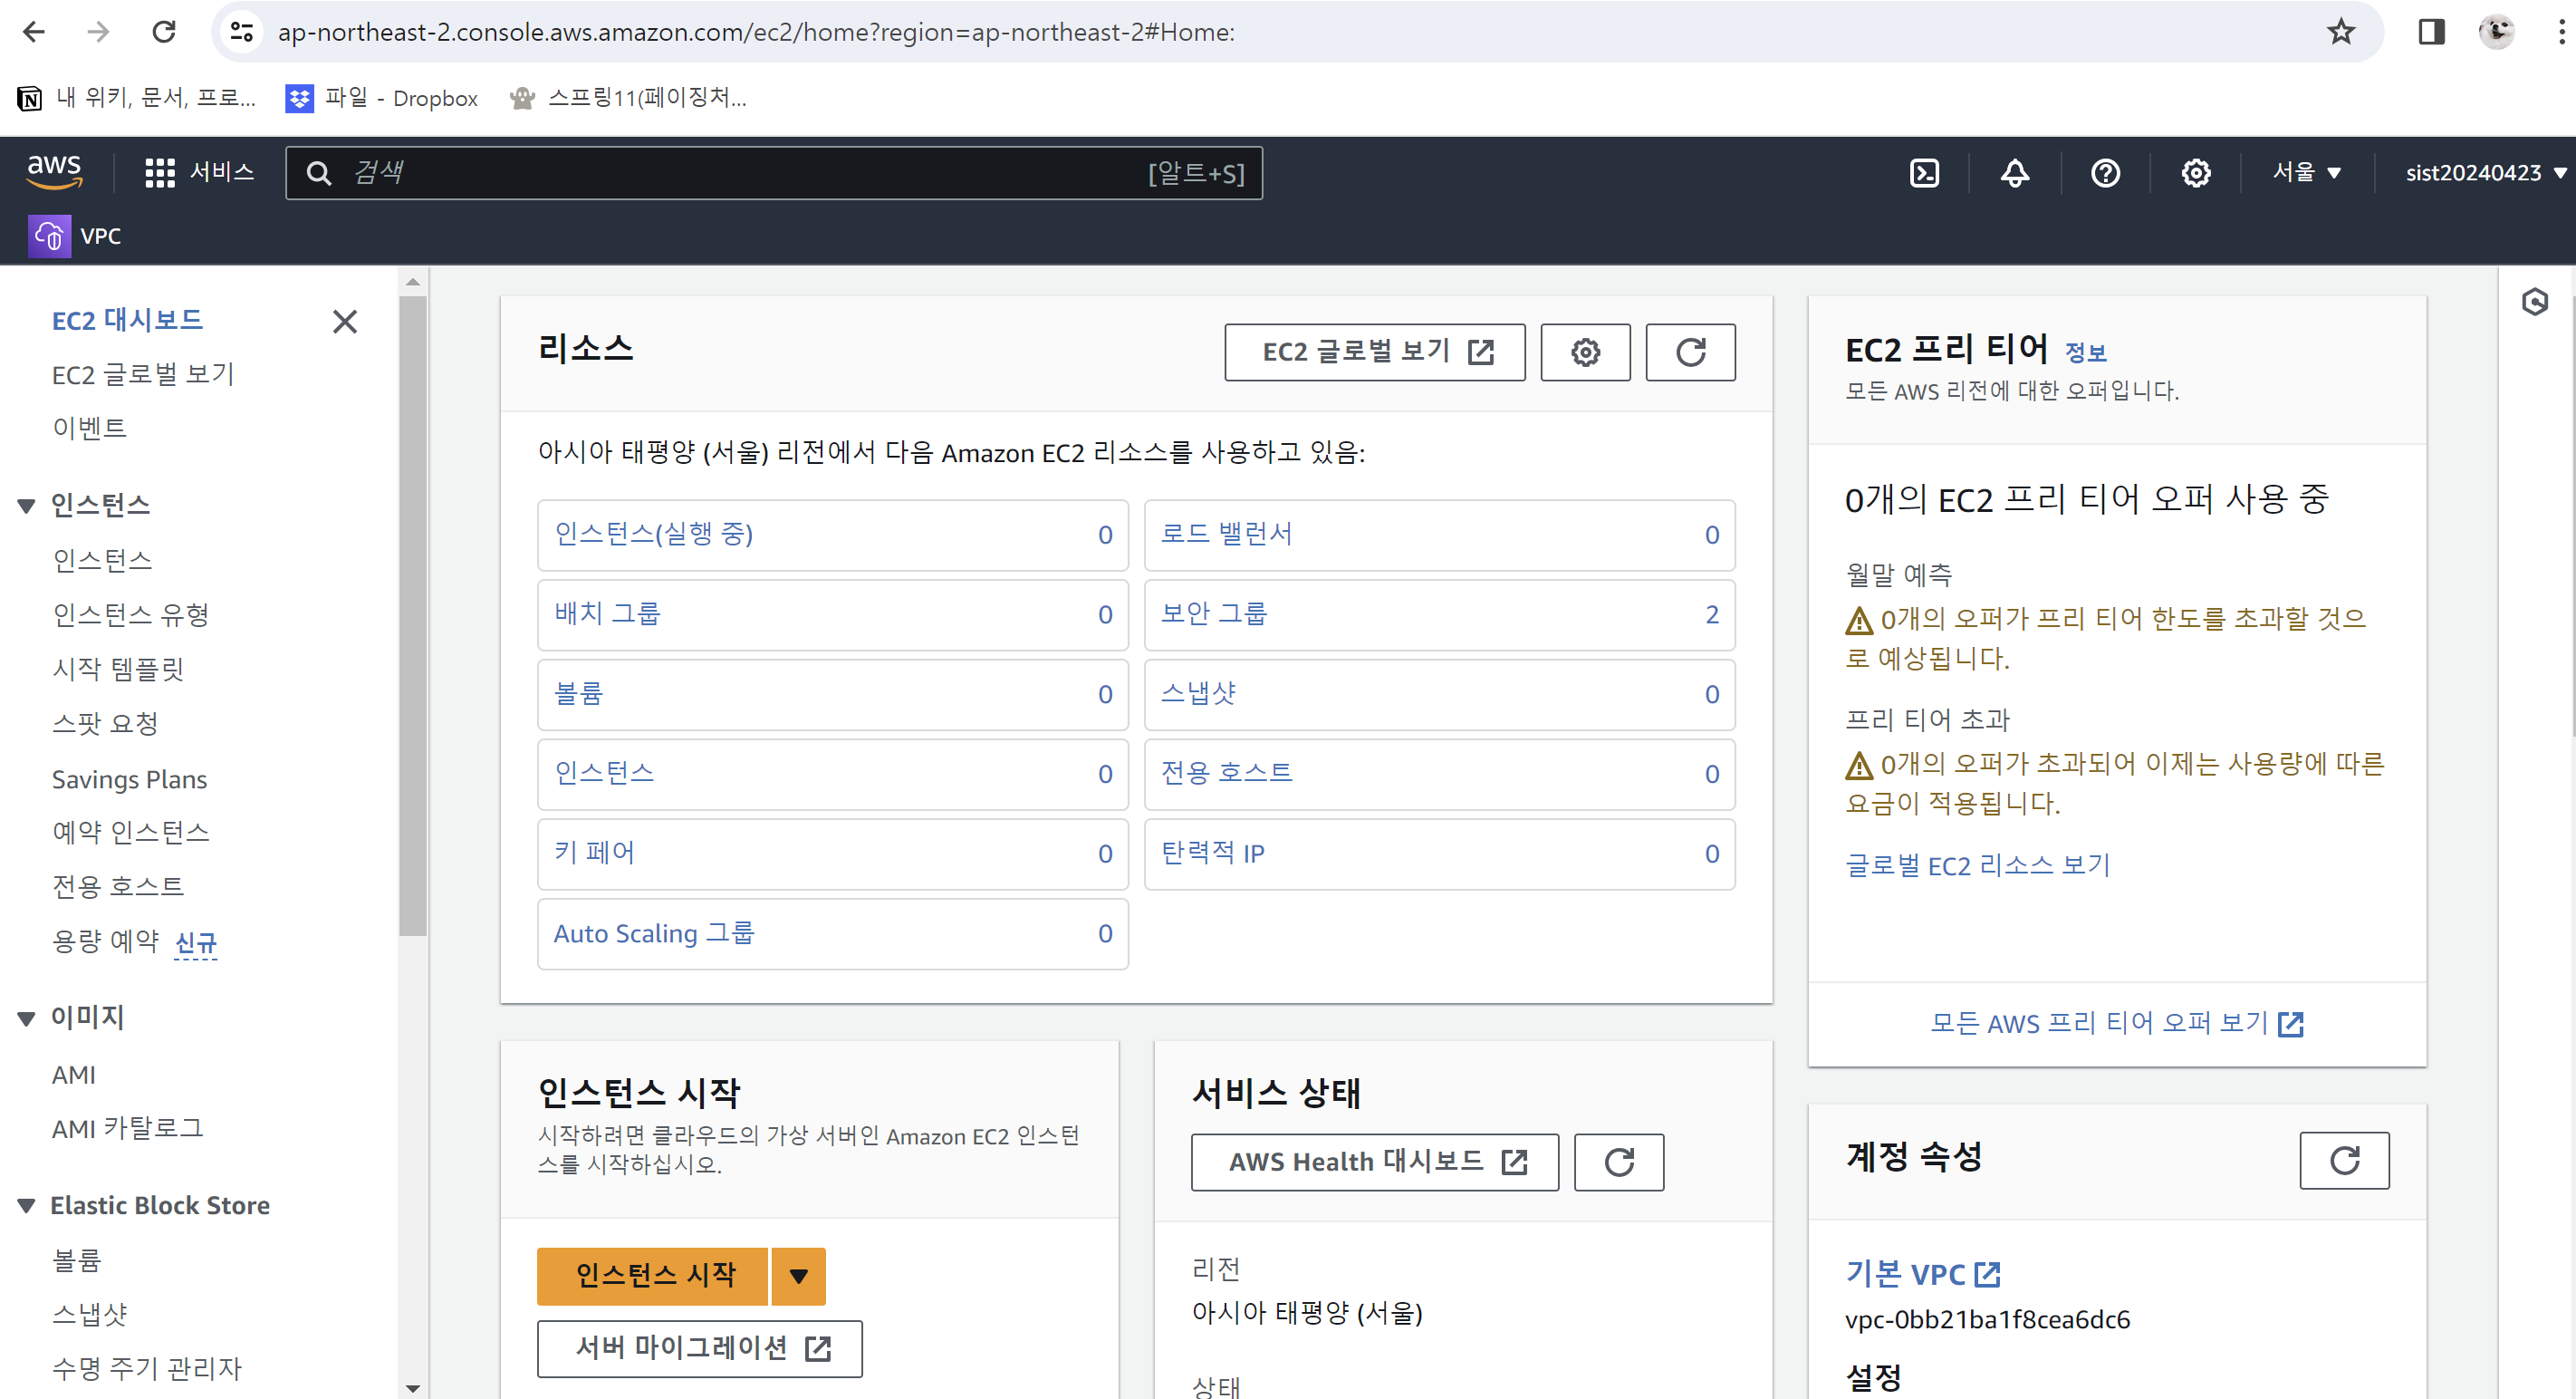 ap-northeast-2.console.aws.amazon.com/ec2/home?region=ap-northeast-2#Home:
내 위키, 문서, 프로...
파일 - Dropbox
스프링11(페이징처...
aws
서비스
검색
[알트+S]
서울
sist20240423
VPC
EC2 대시보드
EC2 글로벌 보기
이벤트
인스턴스
인스턴스
인스턴스 유형
시작 템플릿
스팟 요청
Savings Plans
예약 인스턴스
전용 호스트
용량 예약 신규
이미지
AMI
AMI 카탈로그
Elastic Block Store
볼륨
스냅샷
수명 주기 관리자
리소스
EC2 글로벌 보기
아시아 태평양 (서울) 리전에서 다음 Amazon EC2 리소스를 사용하고 있음:
인스턴스(실행 중) 0
로드 밸런서 0
배치 그룹 0
보안 그룹 2
볼륨 0
스냅샷 0
인스턴스 0
전용 호스트 0
키 페어 0
탄력적 IP 0
Auto Scaling 그룹 0
인스턴스 시작
시작하려면 클라우드의 가상 서버인 Amazon EC2 인스턴
스를 시작하십시오.
인스턴스 시작
서버 마이그레이션
서비스 상태
AWS Health 대시보드
리전
아시아 태평양 (서울)
상태
EC2 프리 티어 정보
모든 AWS 리전에 대한 오퍼입니다.
0개의 EC2 프리 티어 오퍼 사용 중
월말 예측
0개의 오퍼가 프리 티어 한도를 초과할 것으
로 예상됩니다.
프리 티어 초과
0개의 오퍼가 초과되어 이제는 사용량에 따른
요금이 적용됩니다.
글로벌 EC2 리소스 보기
모든 AWS 프리 티어 오퍼 보기
계정 속성
기본 VPC
vpc-0bb21ba1f8cea6dc6
설정